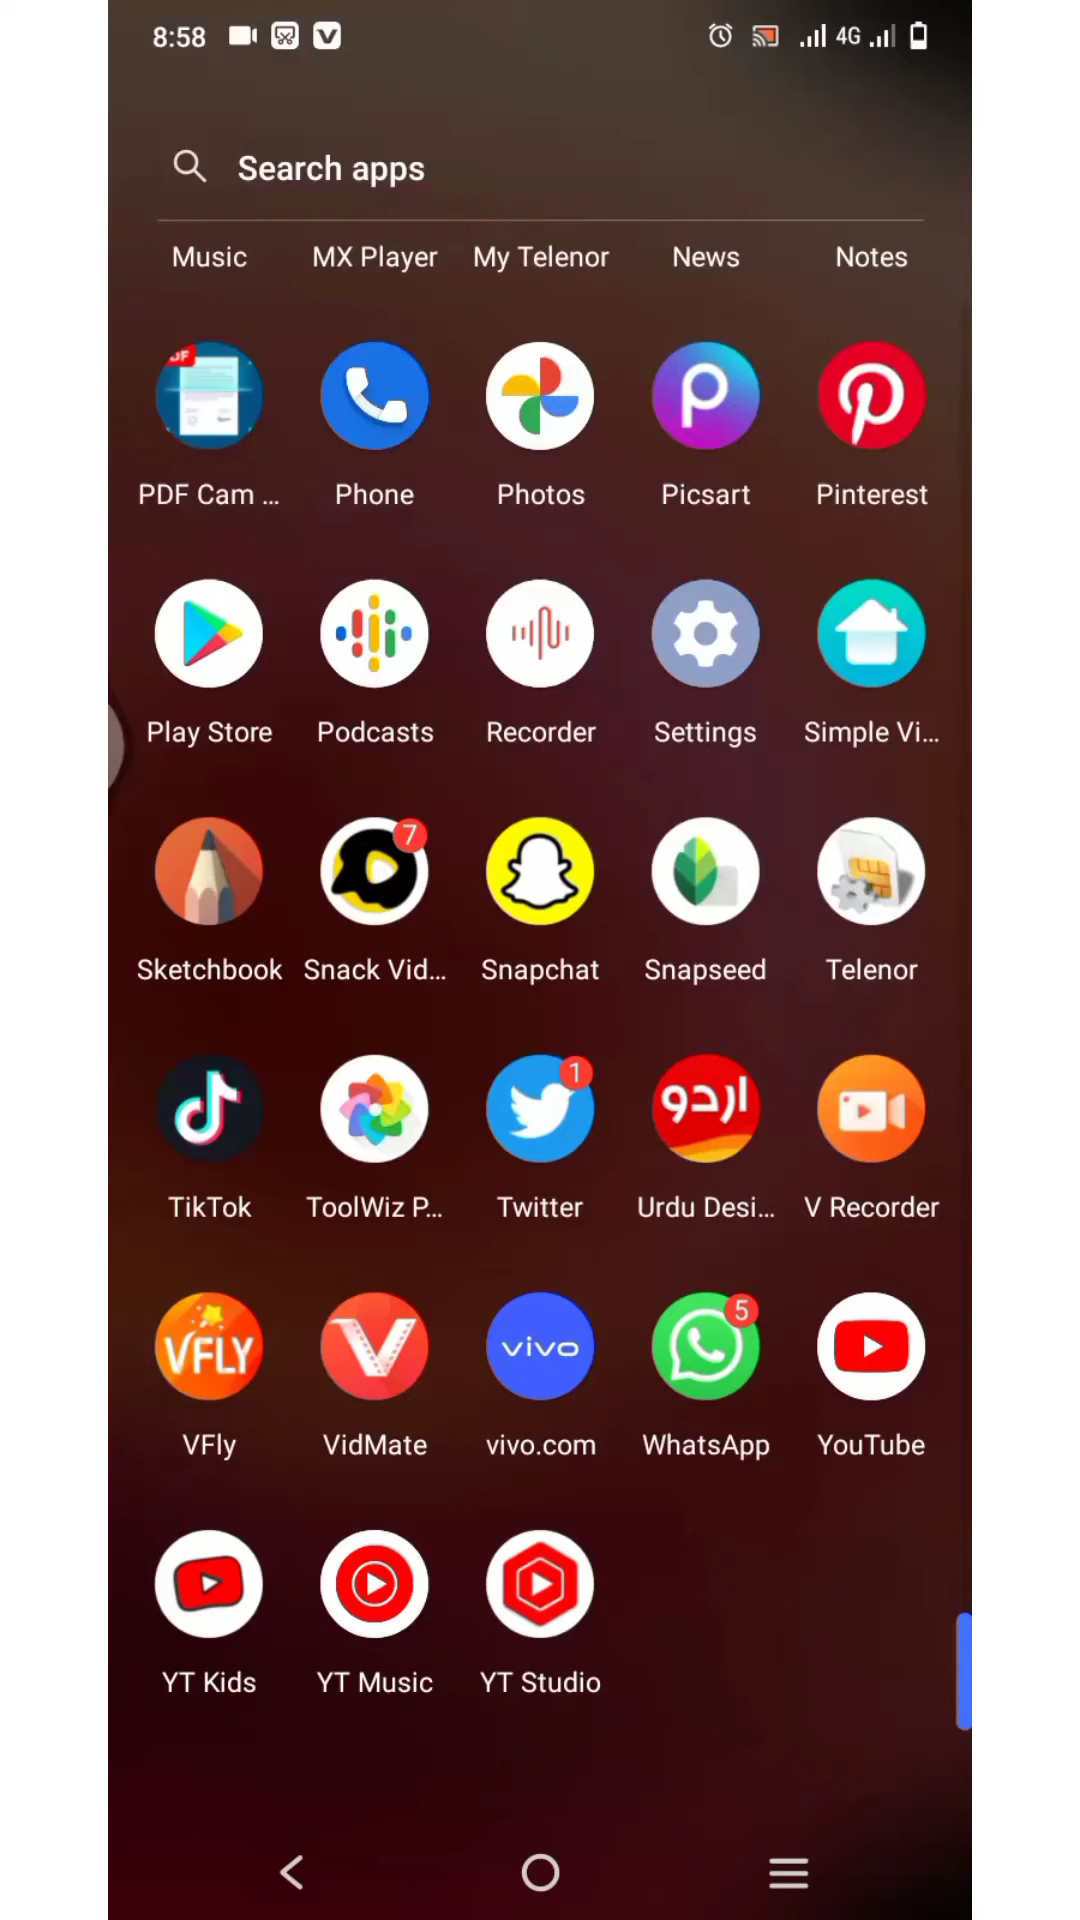 8:58 4G
Search apps
Music MX Player My Telenor News Notes
PDF Cam ... Phone Photos Picsart Pinterest
Play Store Podcasts Recorder Settings Simple Vi...
7
Sketchbook Snack Vid... Snapchat Snapseed Telenor
1 اردو
TikTok ToolWiz P... Twitter Urdu Desi... V Recorder
VFLY vivo 5
VFly VidMate vivo.com WhatsApp YouTube
YT Kids YT Music YT Studio